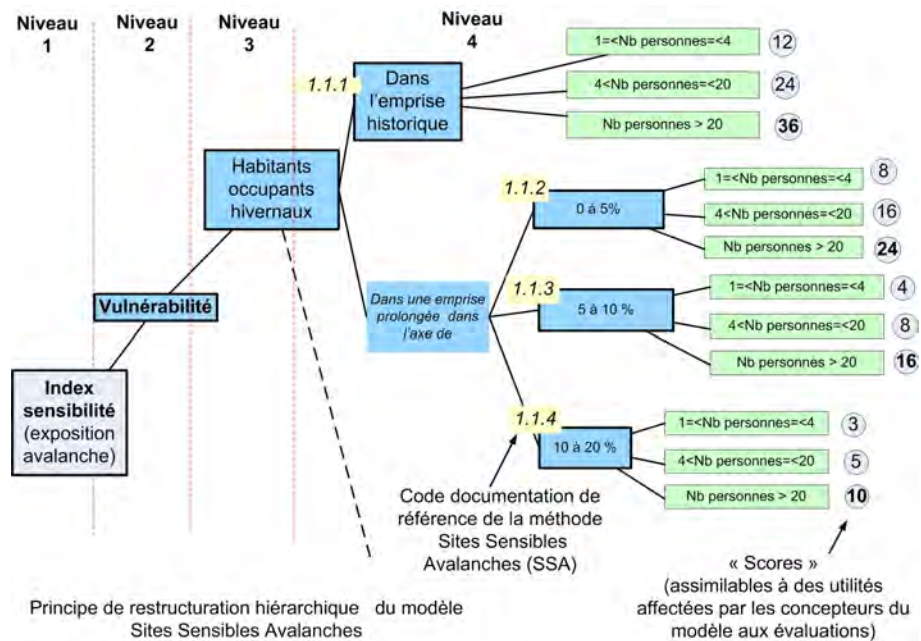 Niveau
1
Niveau
2
Niveau
3
Niveau
4
1.1.1
Dans
l'emprise
historique
1=<Nb personnes=<4
12
4<Nb personnes=<20
24
Nb personnes > 20
36
Habitants
occupants
hivernaux
1.1.2
0 à 5%
1=<Nb personnes=<4
8
4<Nb personnes=<20
16
Nb personnes > 20
24
Vulnérabilité
Dans une emprise
prolongée dans
l'axe de
1.1.3
5 à 10 %
1=<Nb personnes=<4
4
4<Nb personnes=<20
8
Nb personnes > 20
16
Index
sensibilité
(exposition
avalanche)
1.1.4
10 à 20 %
1=<Nb personnes=<4
3
4<Nb personnes=<20
5
Nb personnes > 20
10
Code documentation de
référence de la méthode
Sites Sensibles
Avalanches (SSA)
« Scores »
(assimilables à des utilités
affectées par les concepteurs du
modèle aux évaluations)
Principe de restructuration hiérarchique du modèle
Sites Sensibles Avalanches